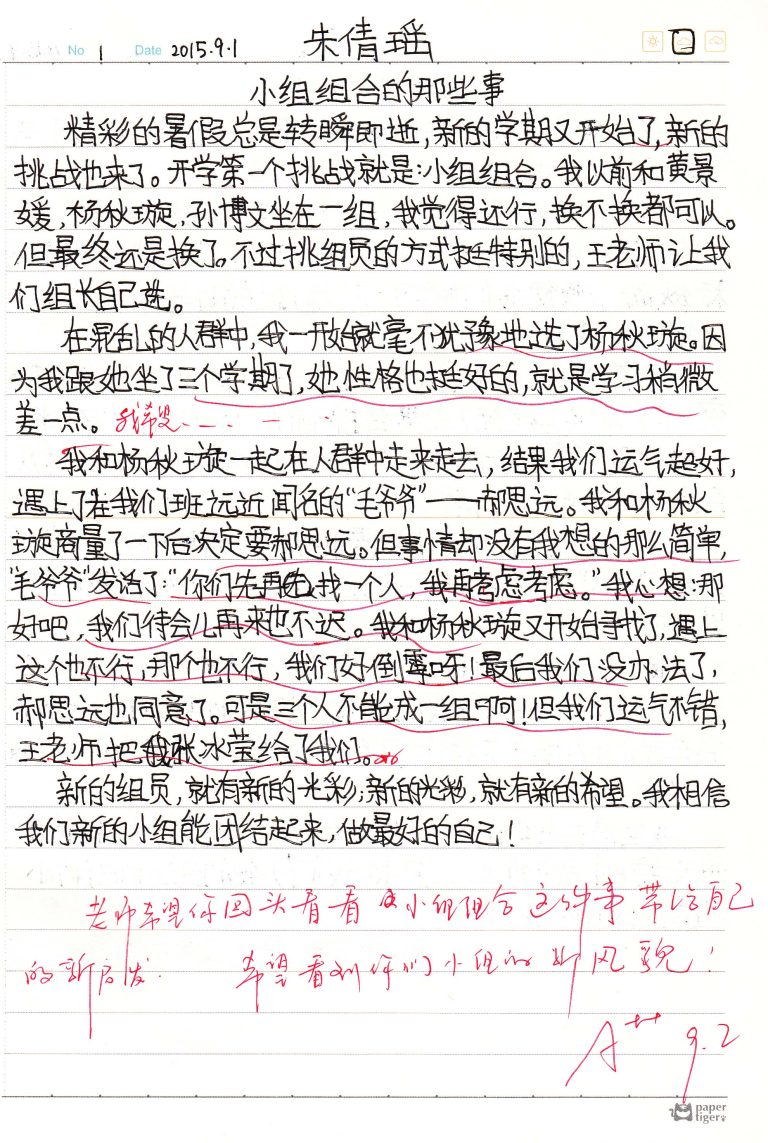 No 1 Date 2015.9.1 朱倩瑶
小组组合的那些事
精彩的暑假总是转瞬即逝,新的学期又开始了,新的
挑战也来了。开学第一个挑战就是:小组组合。我以前和黄景
媛,杨秋璇,孙博文坐在一组,我觉得还行,换不换都可以。
但最终还是换了。不过挑组员的方式挺特别的,王老师让我
们组长自己选。
在混乱的人群中,我一开始就毫不犹豫地选了杨秋璇。因
为我跟她坐了三个学期了,她性格也挺好的,就是学习稍微
差一点。我希望......
我和杨秋璇一起在人群中走来走去,结果我们运气超好,
遇上了在我们班远近闻名的“毛爷爷”——郝思远。我和杨秋
璇商量了一下后决定要郝思远。但事情却没有我想的那么简单,
“毛爷爷”发话了:“你们先再去找一个人,我再考虑考虑。”我心想:那
好吧,我们待会儿再来也不迟。我和杨秋璇又开始寻找了,遇上
这个也不行,那个也不行,我们好倒霉呀!最后我们没办法了,
郝思远也同意了。可是三个人不能成一组啊!但我们运气不错,
王老师把张冰莹给了我们。
新的组员,就有新的光彩;新的光彩,就有新的希望。我相信
我们新的小组能团结起来,做最好的自己!
老师希望你回头看看小组组合这件事,带给自己
的新启发。 希望看到你们小组的新风貌!
A++ 9.2
paper
tiger